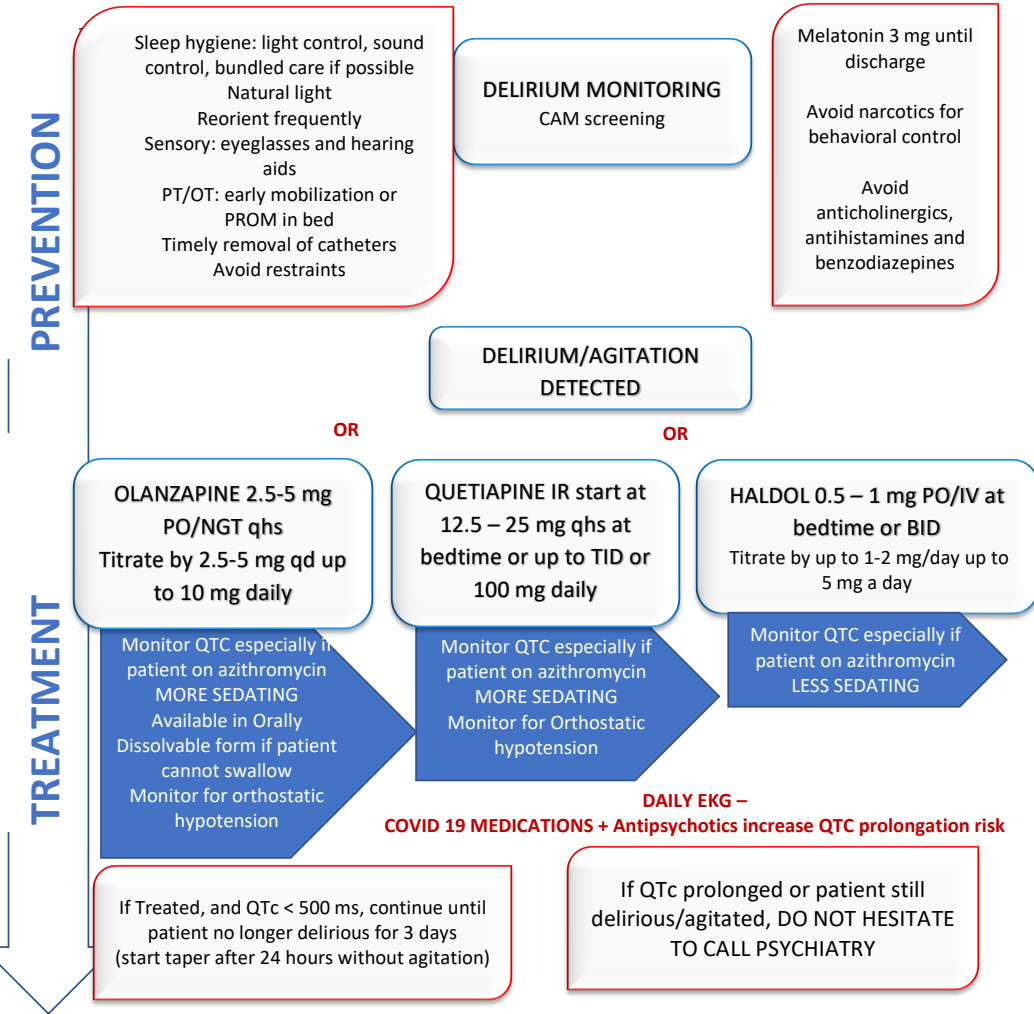 PREVENTION
Sleep hygiene: light control, sound
control, bundled care if possible
Natural light
Reorient frequently
Sensory: eyeglasses and hearing
aids
PT/OT: early mobilization or
PROM in bed
Timely removal of catheters
Avoid restraints
DELIRIUM MONITORING
CAM screening
Melatonin 3 mg until
discharge
Avoid narcotics for
behavioral control
Avoid
anticholinergics,
antihistamines and
benzodiazepines
DELIRIUM/AGITATION
DETECTED
OR
OR
TREATMENT
OLANZAPINE 2.5-5 mg
PO/NGT qhs
Titrate by 2.5-5 mg qd up
to 10 mg daily
Monitor QTC especially if
patient on azithromycin
MORE SEDATING
Available in Orally
Dissolvable form if patient
cannot swallow
Monitor for orthostatic
hypotension
QUETIAPINE IR start at
12.5 – 25 mg qhs at
bedtime or up to TID or
100 mg daily
Monitor QTC especially if
patient on azithromycin
MORE SEDATING
Monitor for Orthostatic
hypotension
HALDOL 0.5 – 1 mg PO/IV at
bedtime or BID
Titrate by up to 1-2 mg/day up to
5 mg a day
Monitor QTC especially if
patient on azithromycin
LESS SEDATING
DAILY EKG –
COVID 19 MEDICATIONS + Antipsychotics increase QTC prolongation risk
If Treated, and QTc < 500 ms, continue until
patient no longer delirious for 3 days
(start taper after 24 hours without agitation)
If QTc prolonged or patient still
delirious/agitated, DO NOT HESITATE
TO CALL PSYCHIATRY